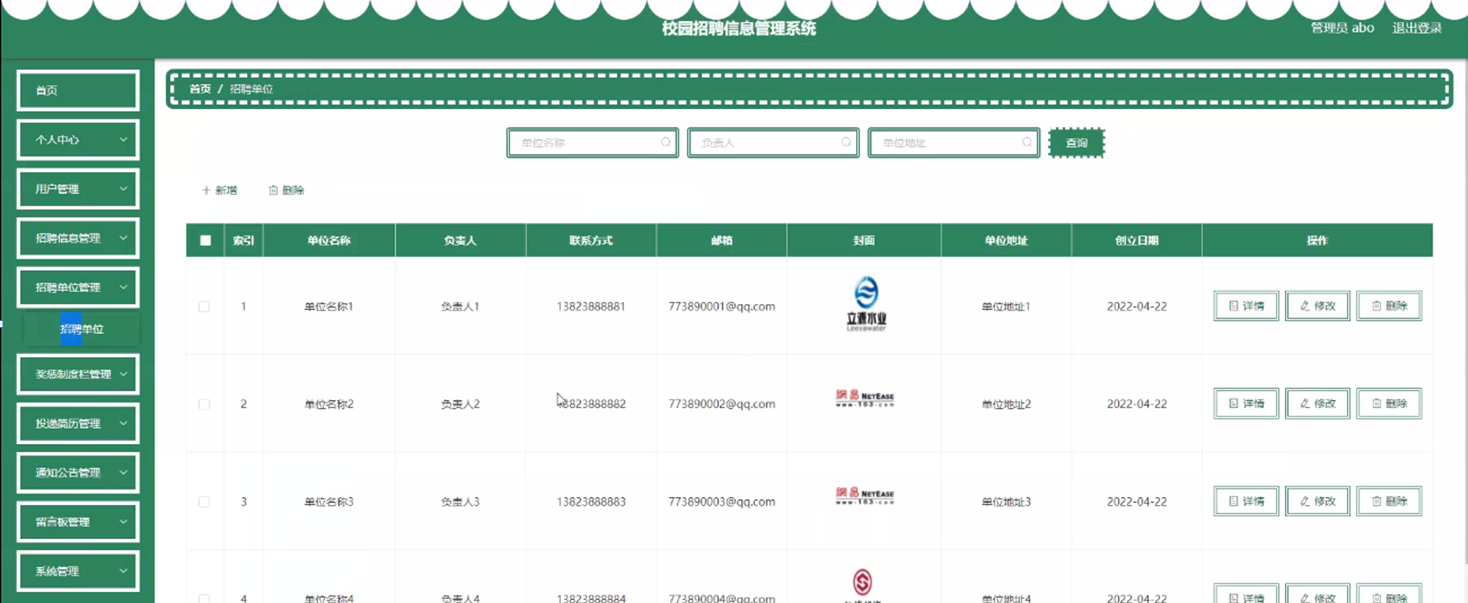 校园招聘信息管理系统
管理员 abo 退出登录
首页
个人中心
用户管理
招聘信息管理
招聘单位管理
招聘单位
奖惩制度栏管理
投递简历管理
通知公告管理
留言板管理
系统管理
首页 / 招聘单位
单位名称 负责人 单位地址 查询
新增 删除
索引 单位名称 负责人 联系方式 邮箱 封面 单位地址 创立日期 操作
立源水业
1 单位名称1 负责人1 13823888881 773890001@qq.com 单位地址1 2022-04-22 详情 修改 删除
網易 NETEASE
www.163.com
2 单位名称2 负责人2 13823888882 773890002@qq.com 单位地址2 2022-04-22 详情 修改 删除
網易 NETEASE
www.163.com
3 单位名称3 负责人3 13823888883 773890003@qq.com 单位地址3 2022-04-22 详情 修改 删除
4 单位名称4 负责人4 13823888884 773890004@qq.com 单位地址4 2022-04-22 详情 修改 删除